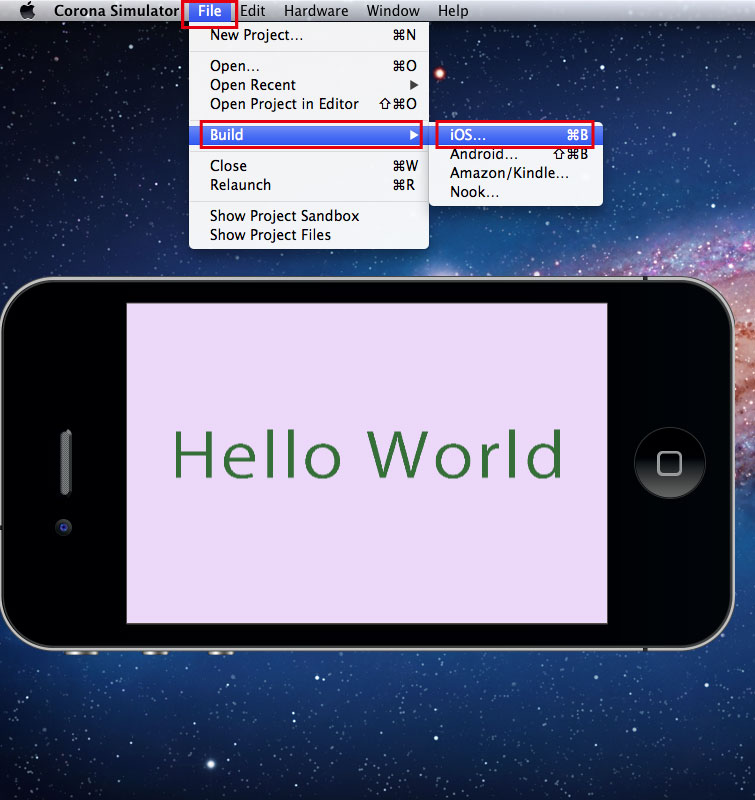 Corona Simulator File Edit Hardware Window Help
New Project... ⌘N
Open... ⌘O
Open Recent ▶
Open Project in Editor ⇧⌘O
Build ▶
iOS... ⌘B
Android... ⇧⌘B
Amazon/Kindle...
Nook...
Close ⌘W
Relaunch ⌘R
Show Project Sandbox
Show Project Files
Hello World